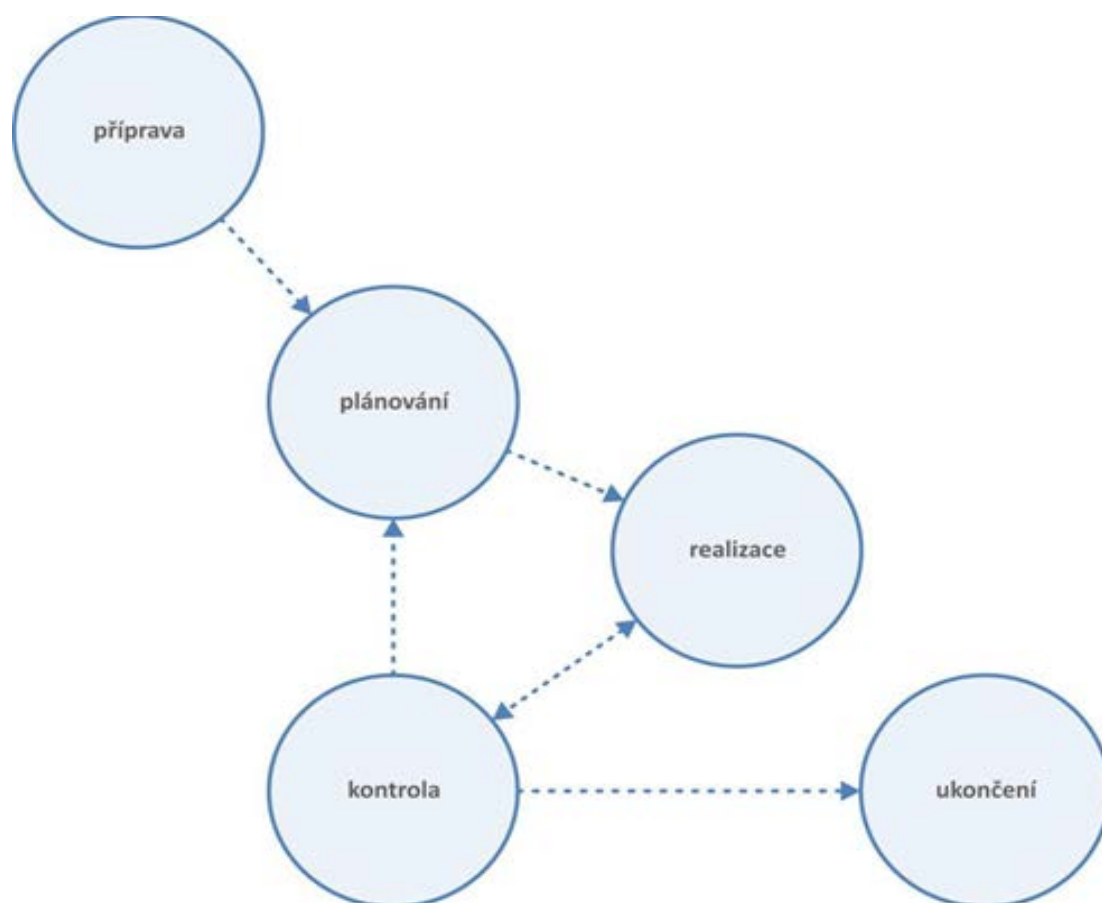 příprava
plánování
realizace
kontrola
ukončení